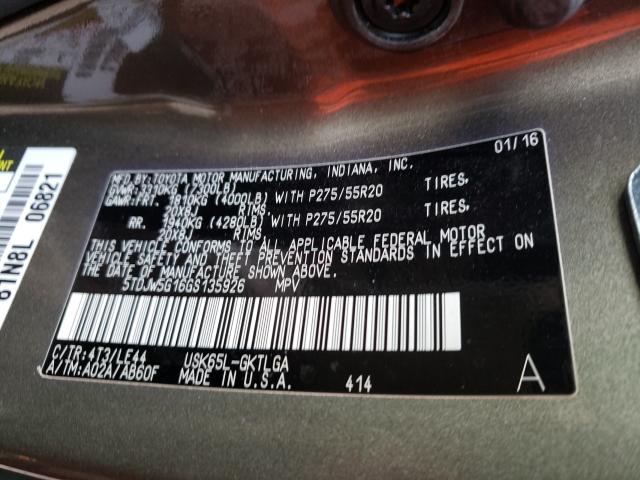 MFD. BY:TOYOTA MOTOR MANUFACTURING, INDIANA, INC. 01/16
GVWR: 3310KG (7300LB)
GAWR:FRT. 1810KG (4000LB) WITH P275/55R20 TIRES,
20X8J RIMS,
RR. 1940KG (4280LB) WITH P275/55R20 TIRES,
20X8J RIMS.
THIS VEHICLE CONFORMS TO ALL APPLICABLE FEDERAL MOTOR
VEHICLE SAFETY AND THEFT PREVENTION STANDARDS IN EFFECT ON
THE DATE OF MANUFACTURE SHOWN ABOVE.
5TDJW5G16GS135926 MPV
C/TR:4T3/LE44 USK65L-GKTLGA
A/TM:A02A/AB60F MADE IN U.S.A. 414 A
61N8L 06821